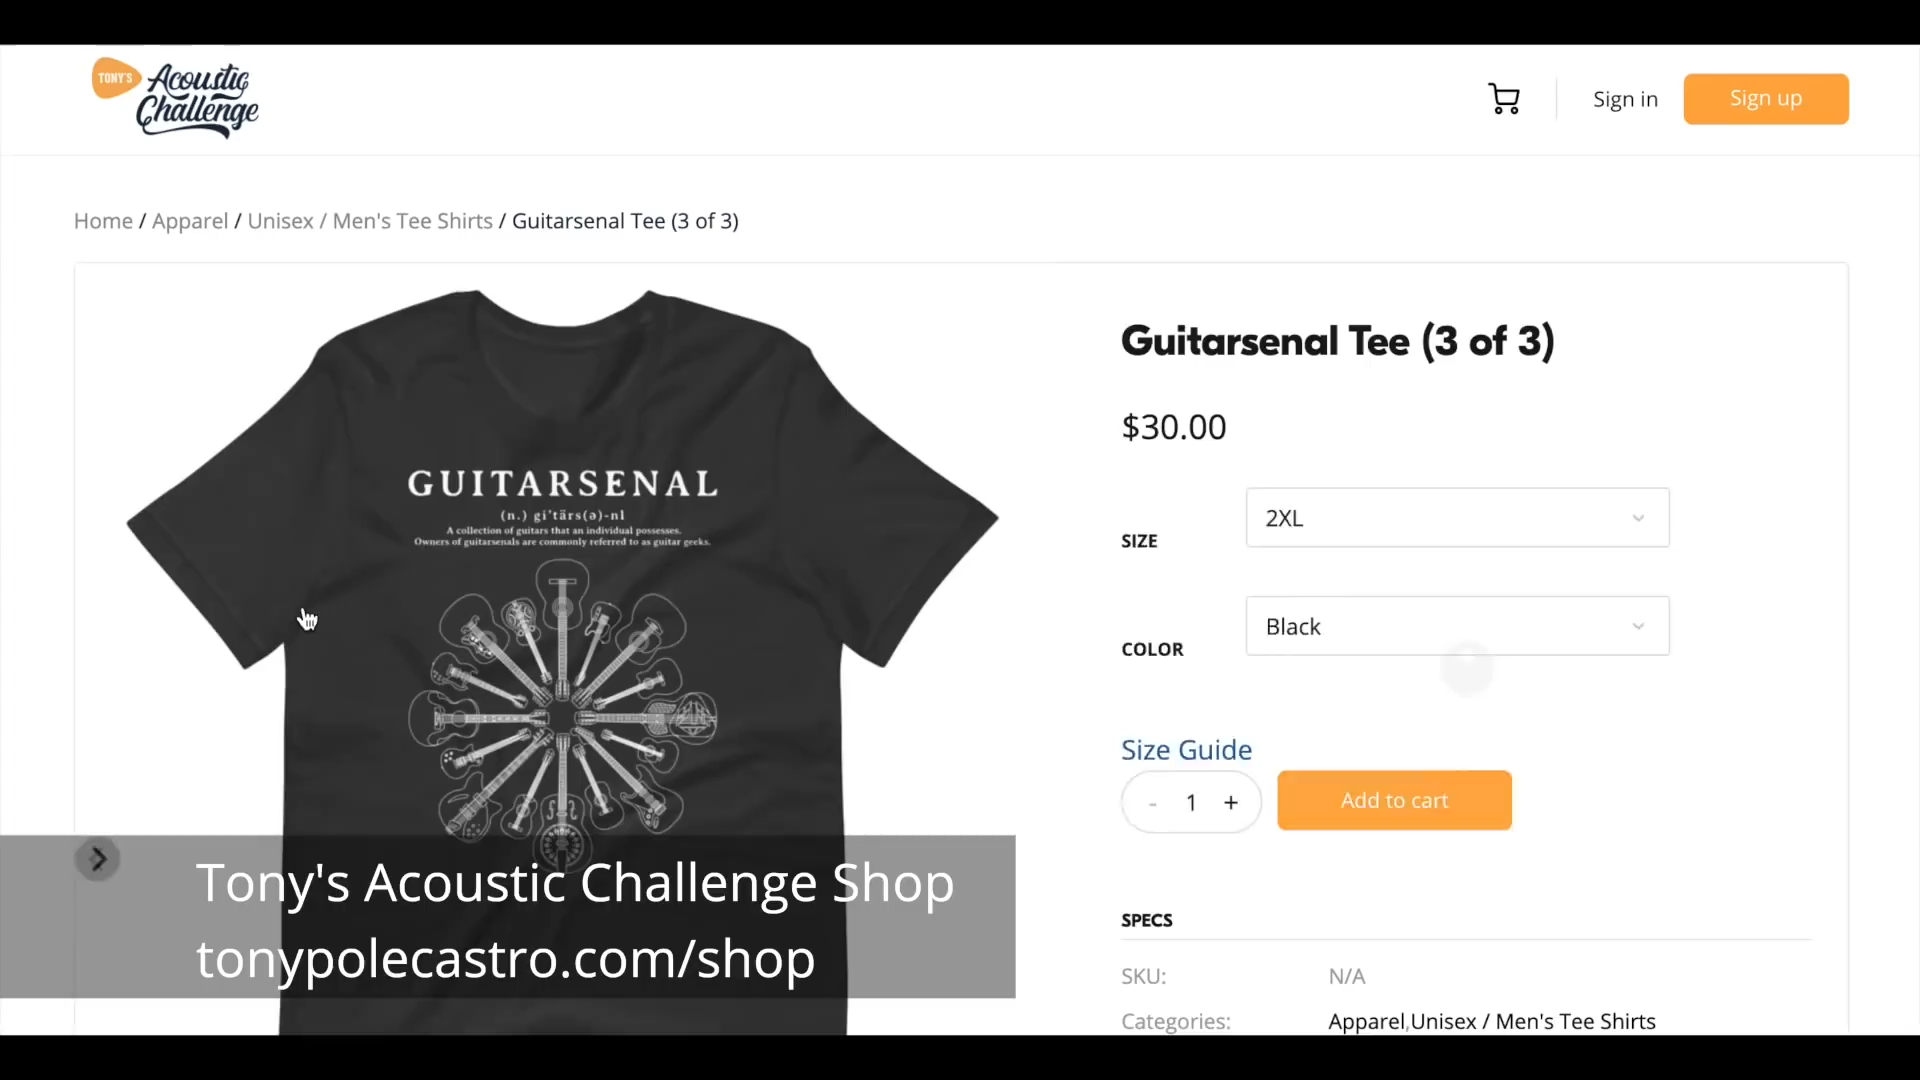 TONY'S
Acoustic
Challenge
Sign in
Sign up
Home / Apparel / Unisex / Men's Tee Shirts / Guitarsenal Tee (3 of 3)
GUITARSENAL
(n.) gi'tärs(ə)-nl
A collection of guitars that an individual possesses.
Owners of guitarsenals are commonly referred to as guitar geeks.
Guitarsenal Tee (3 of 3)
$30.00
SIZE
2XL
COLOR
Black
Size Guide
- 1 +
Add to cart
SPECS
SKU: N/A
Categories: Apparel,Unisex / Men's Tee Shirts
Tony's Acoustic Challenge Shop
tonypolecastro.com/shop